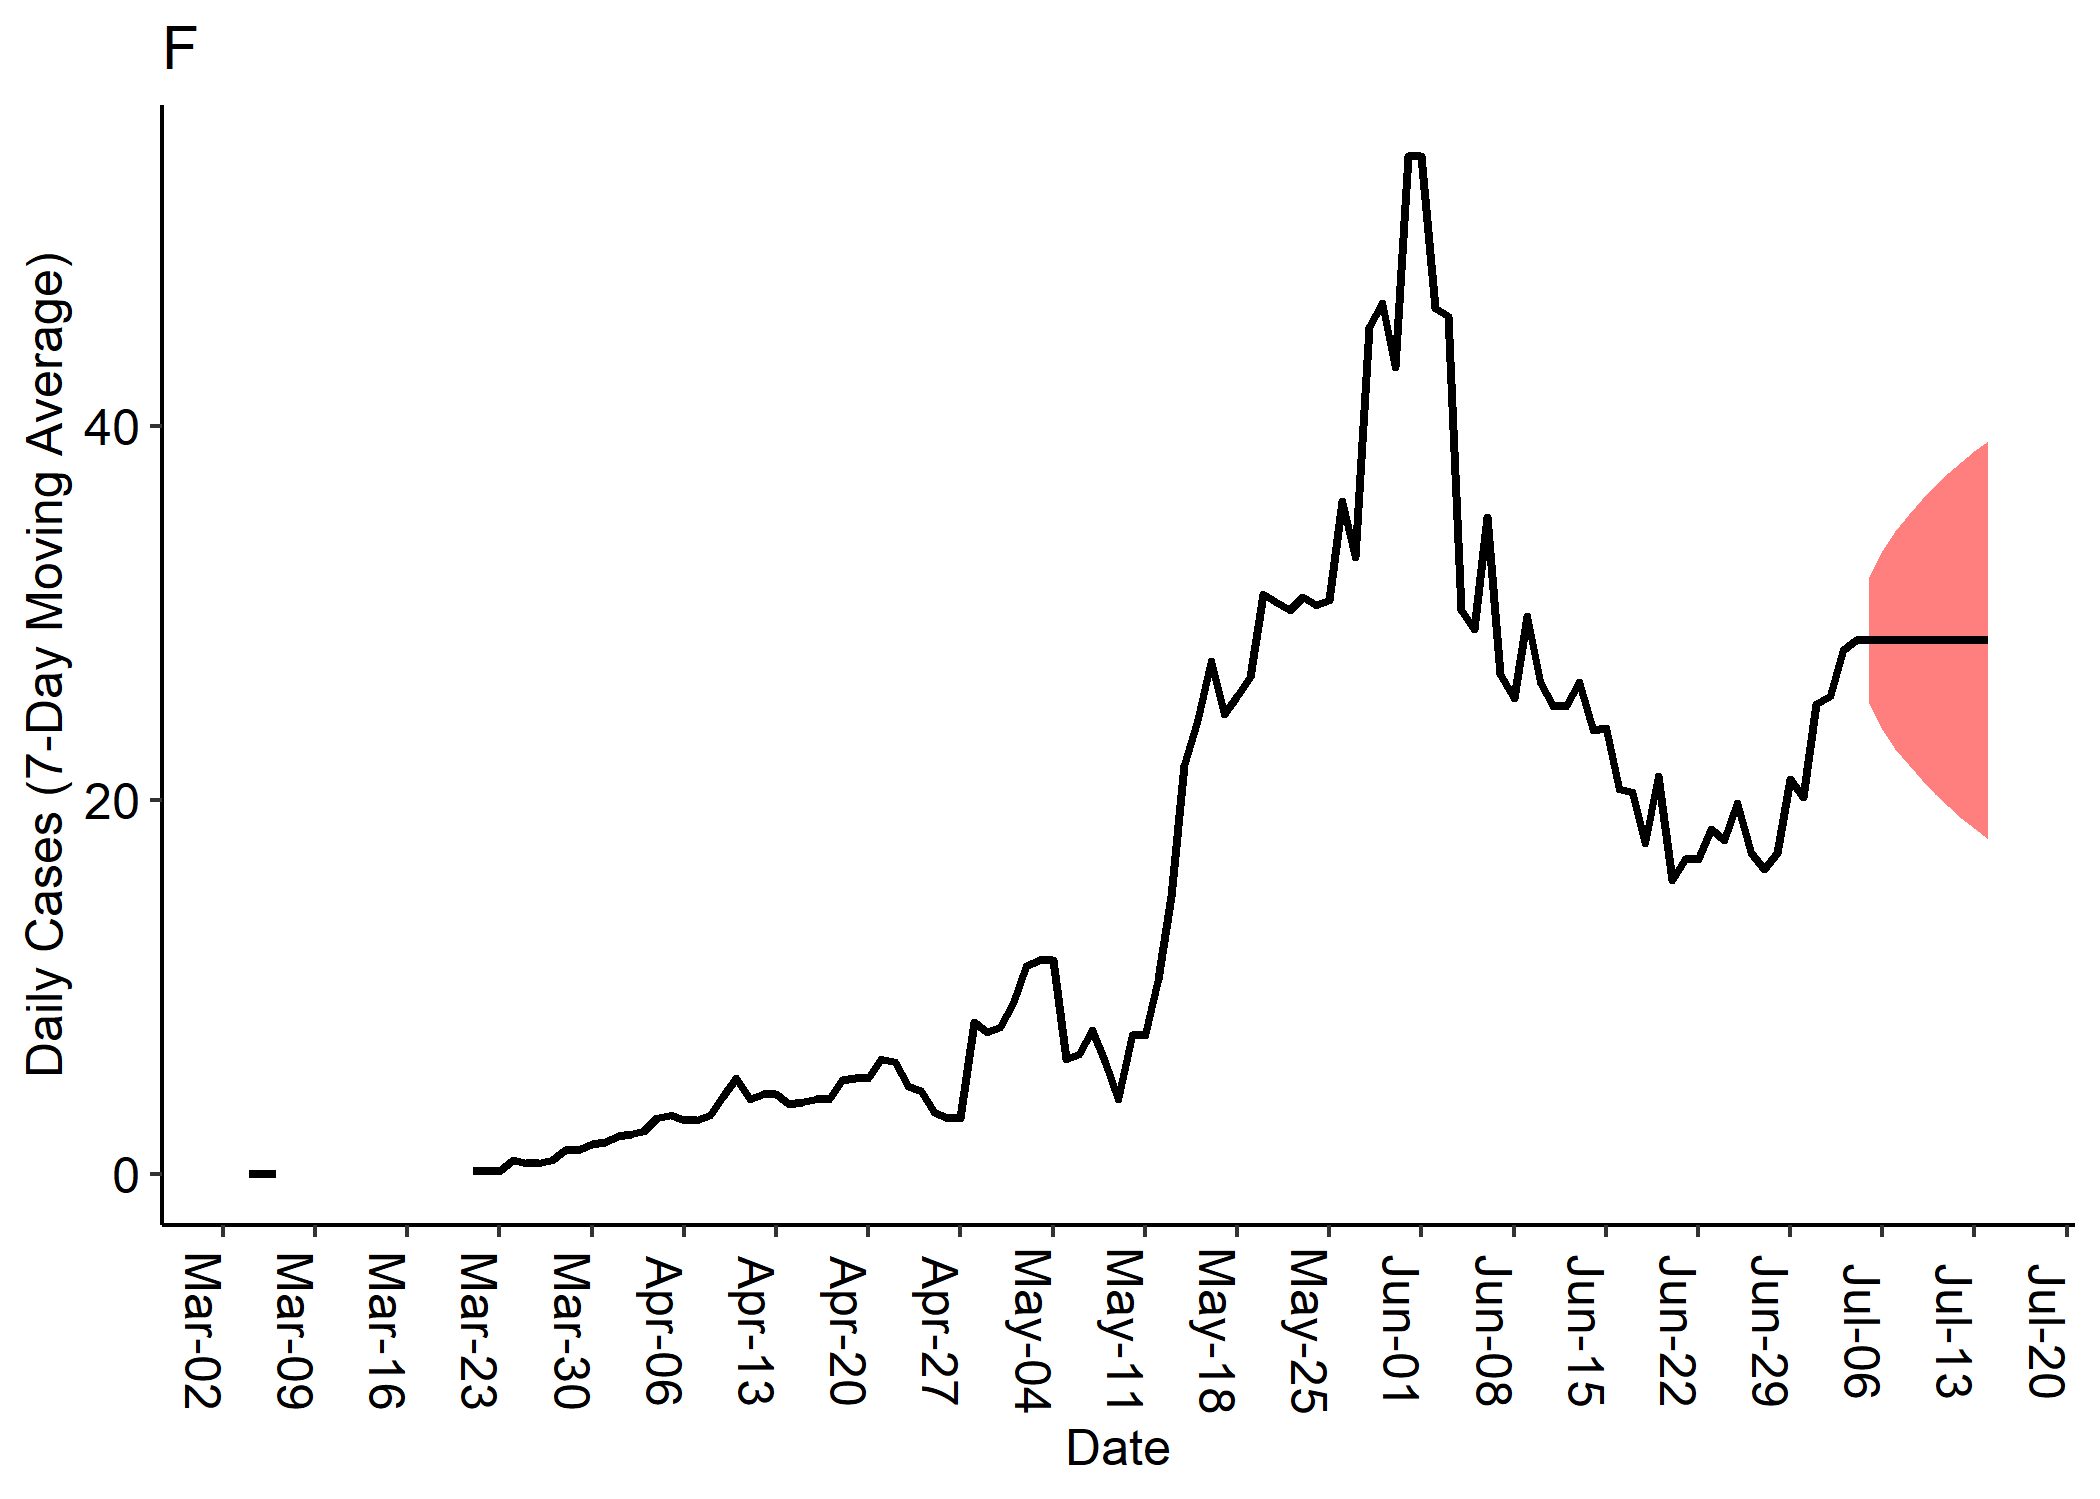 F
Daily Cases (7-Day Moving Average)
40
20
0
Mar-02
Mar-09
Mar-16
Mar-23
Mar-30
Apr-06
Apr-13
Apr-20
Apr-27
May-04
May-11
May-18
May-25
Jun-01
Jun-08
Jun-15
Jun-22
Jun-29
Jul-06
Jul-13
Jul-20
Date